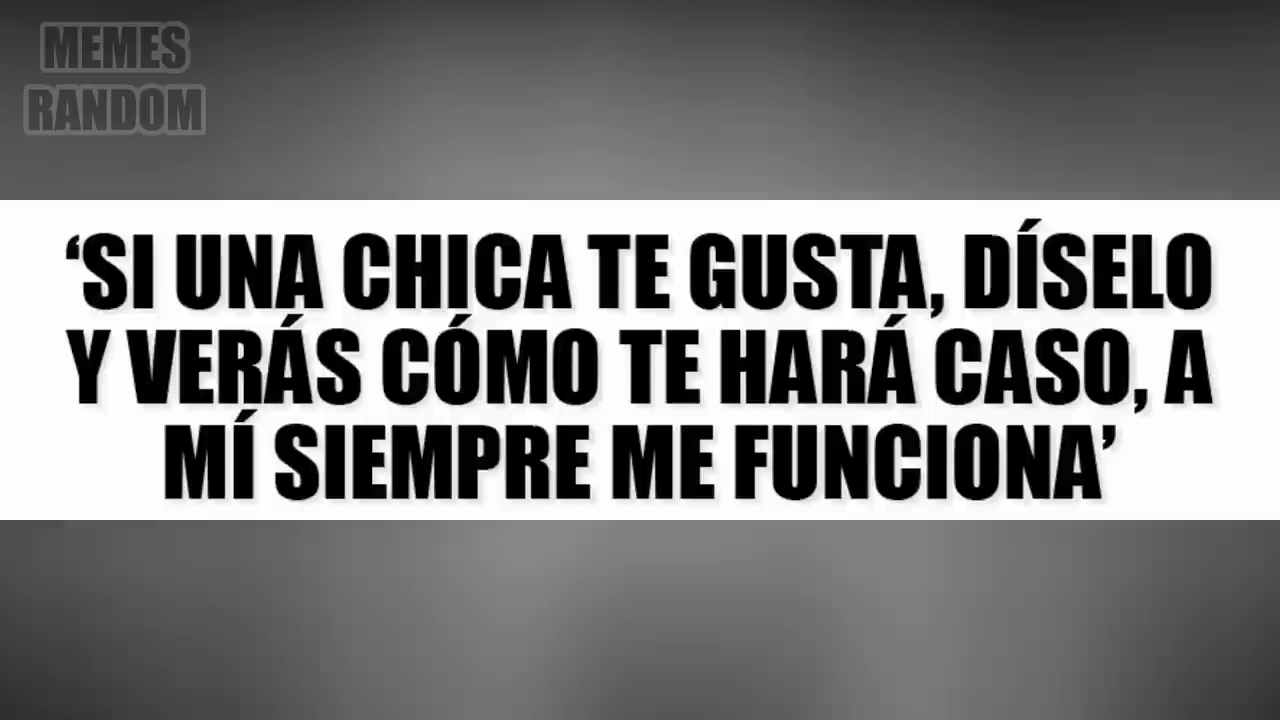 MEMES
RANDOM
‘SI UNA CHICA TE GUSTA, DÍSELO
Y VERÁS CÓMO TE HARÁ CASO, A
MÍ SIEMPRE ME FUNCIONA’